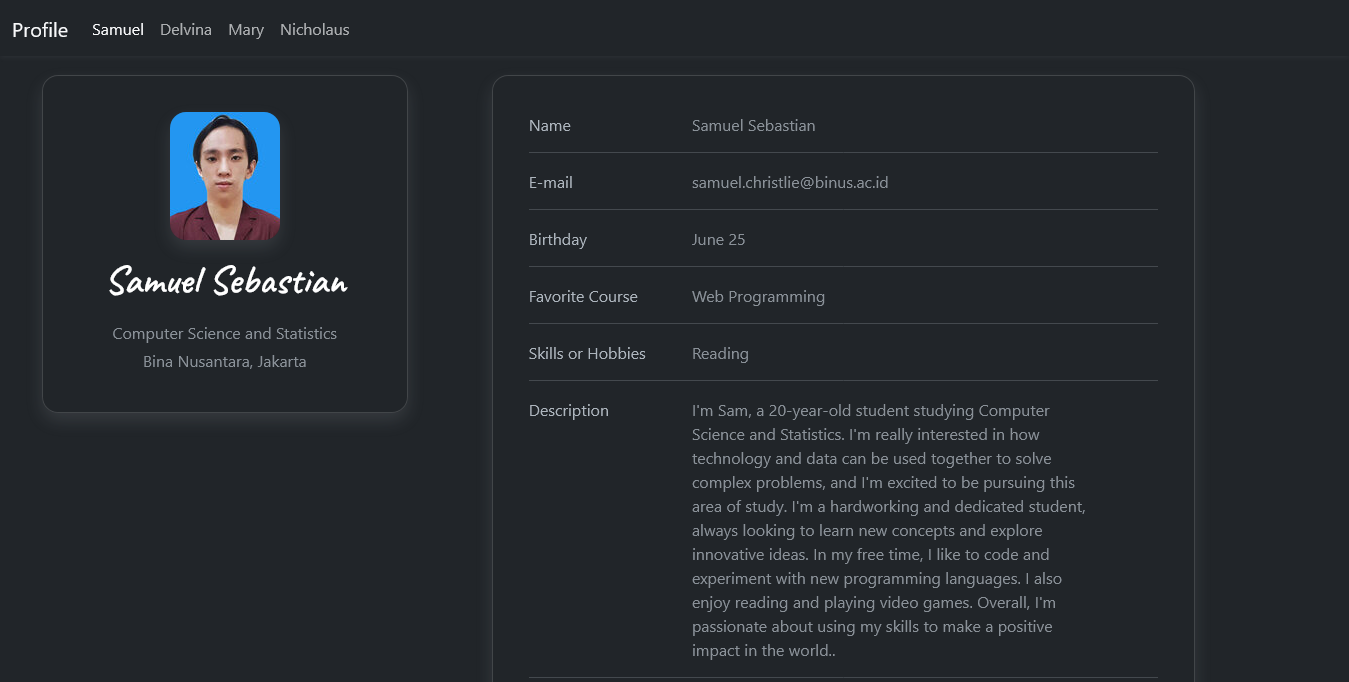 Profile Samuel Delvina Mary Nicholaus
Samuel Sebastian
Computer Science and Statistics
Bina Nusantara, Jakarta
Name Samuel Sebastian
E-mail samuel.christlie@binus.ac.id
Birthday June 25
Favorite Course Web Programming
Skills or Hobbies Reading
Description I'm Sam, a 20-year-old student studying Computer
Science and Statistics. I'm really interested in how
technology and data can be used together to solve
complex problems, and I'm excited to be pursuing this
area of study. I'm a hardworking and dedicated student,
always looking to learn new concepts and explore
innovative ideas. In my free time, I like to code and
experiment with new programming languages. I also
enjoy reading and playing video games. Overall, I'm
passionate about using my skills to make a positive
impact in the world..